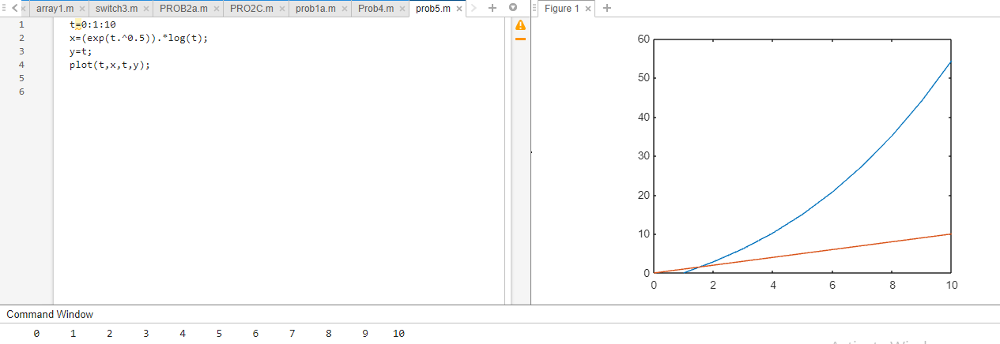 array1.m × switch3.m × PROB2a.m × PRO2C.m × prob1a.m × Prob4.m × prob5.m × Figure 1 ×
1 t=0:1:10
2 x=(exp(t.^0.5)).*log(t);
3 y=t;
4 plot(t,x,t,y);
5
6
60
50
40
30
20
10
0
0 2 4 6 8 10
Command Window
0 1 2 3 4 5 6 7 8 9 10